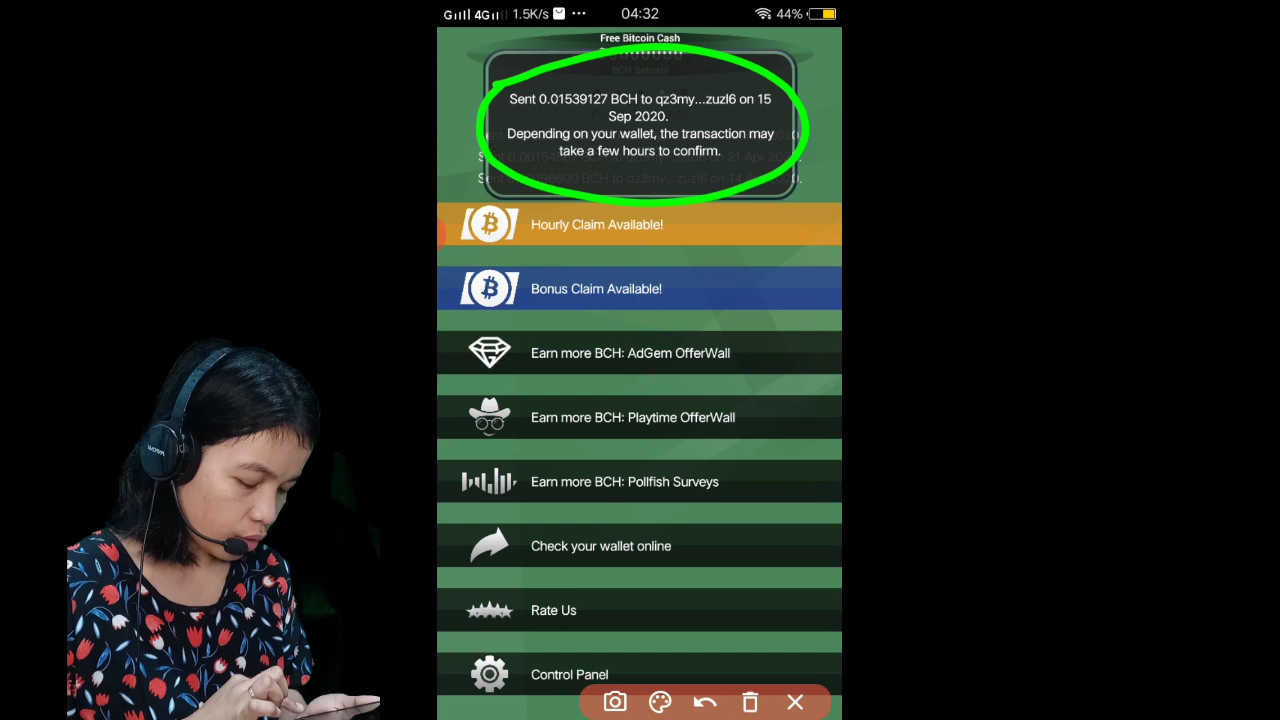 4G 1.5K/s ... 04:32 44%
Free Bitcoin Cash
BCH Satoshi
Sent 0.01539127 BCH to qz3my...zuzl6 on 15
Sep 2020.
Depending on your wallet, the transaction may
take a few hours to confirm.
Hourly Claim Available!
Bonus Claim Available!
Earn more BCH: AdGem OfferWall
Earn more BCH: Playtime OfferWall
Earn more BCH: Pollfish Surveys
Check your wallet online
Rate Us
Control Panel